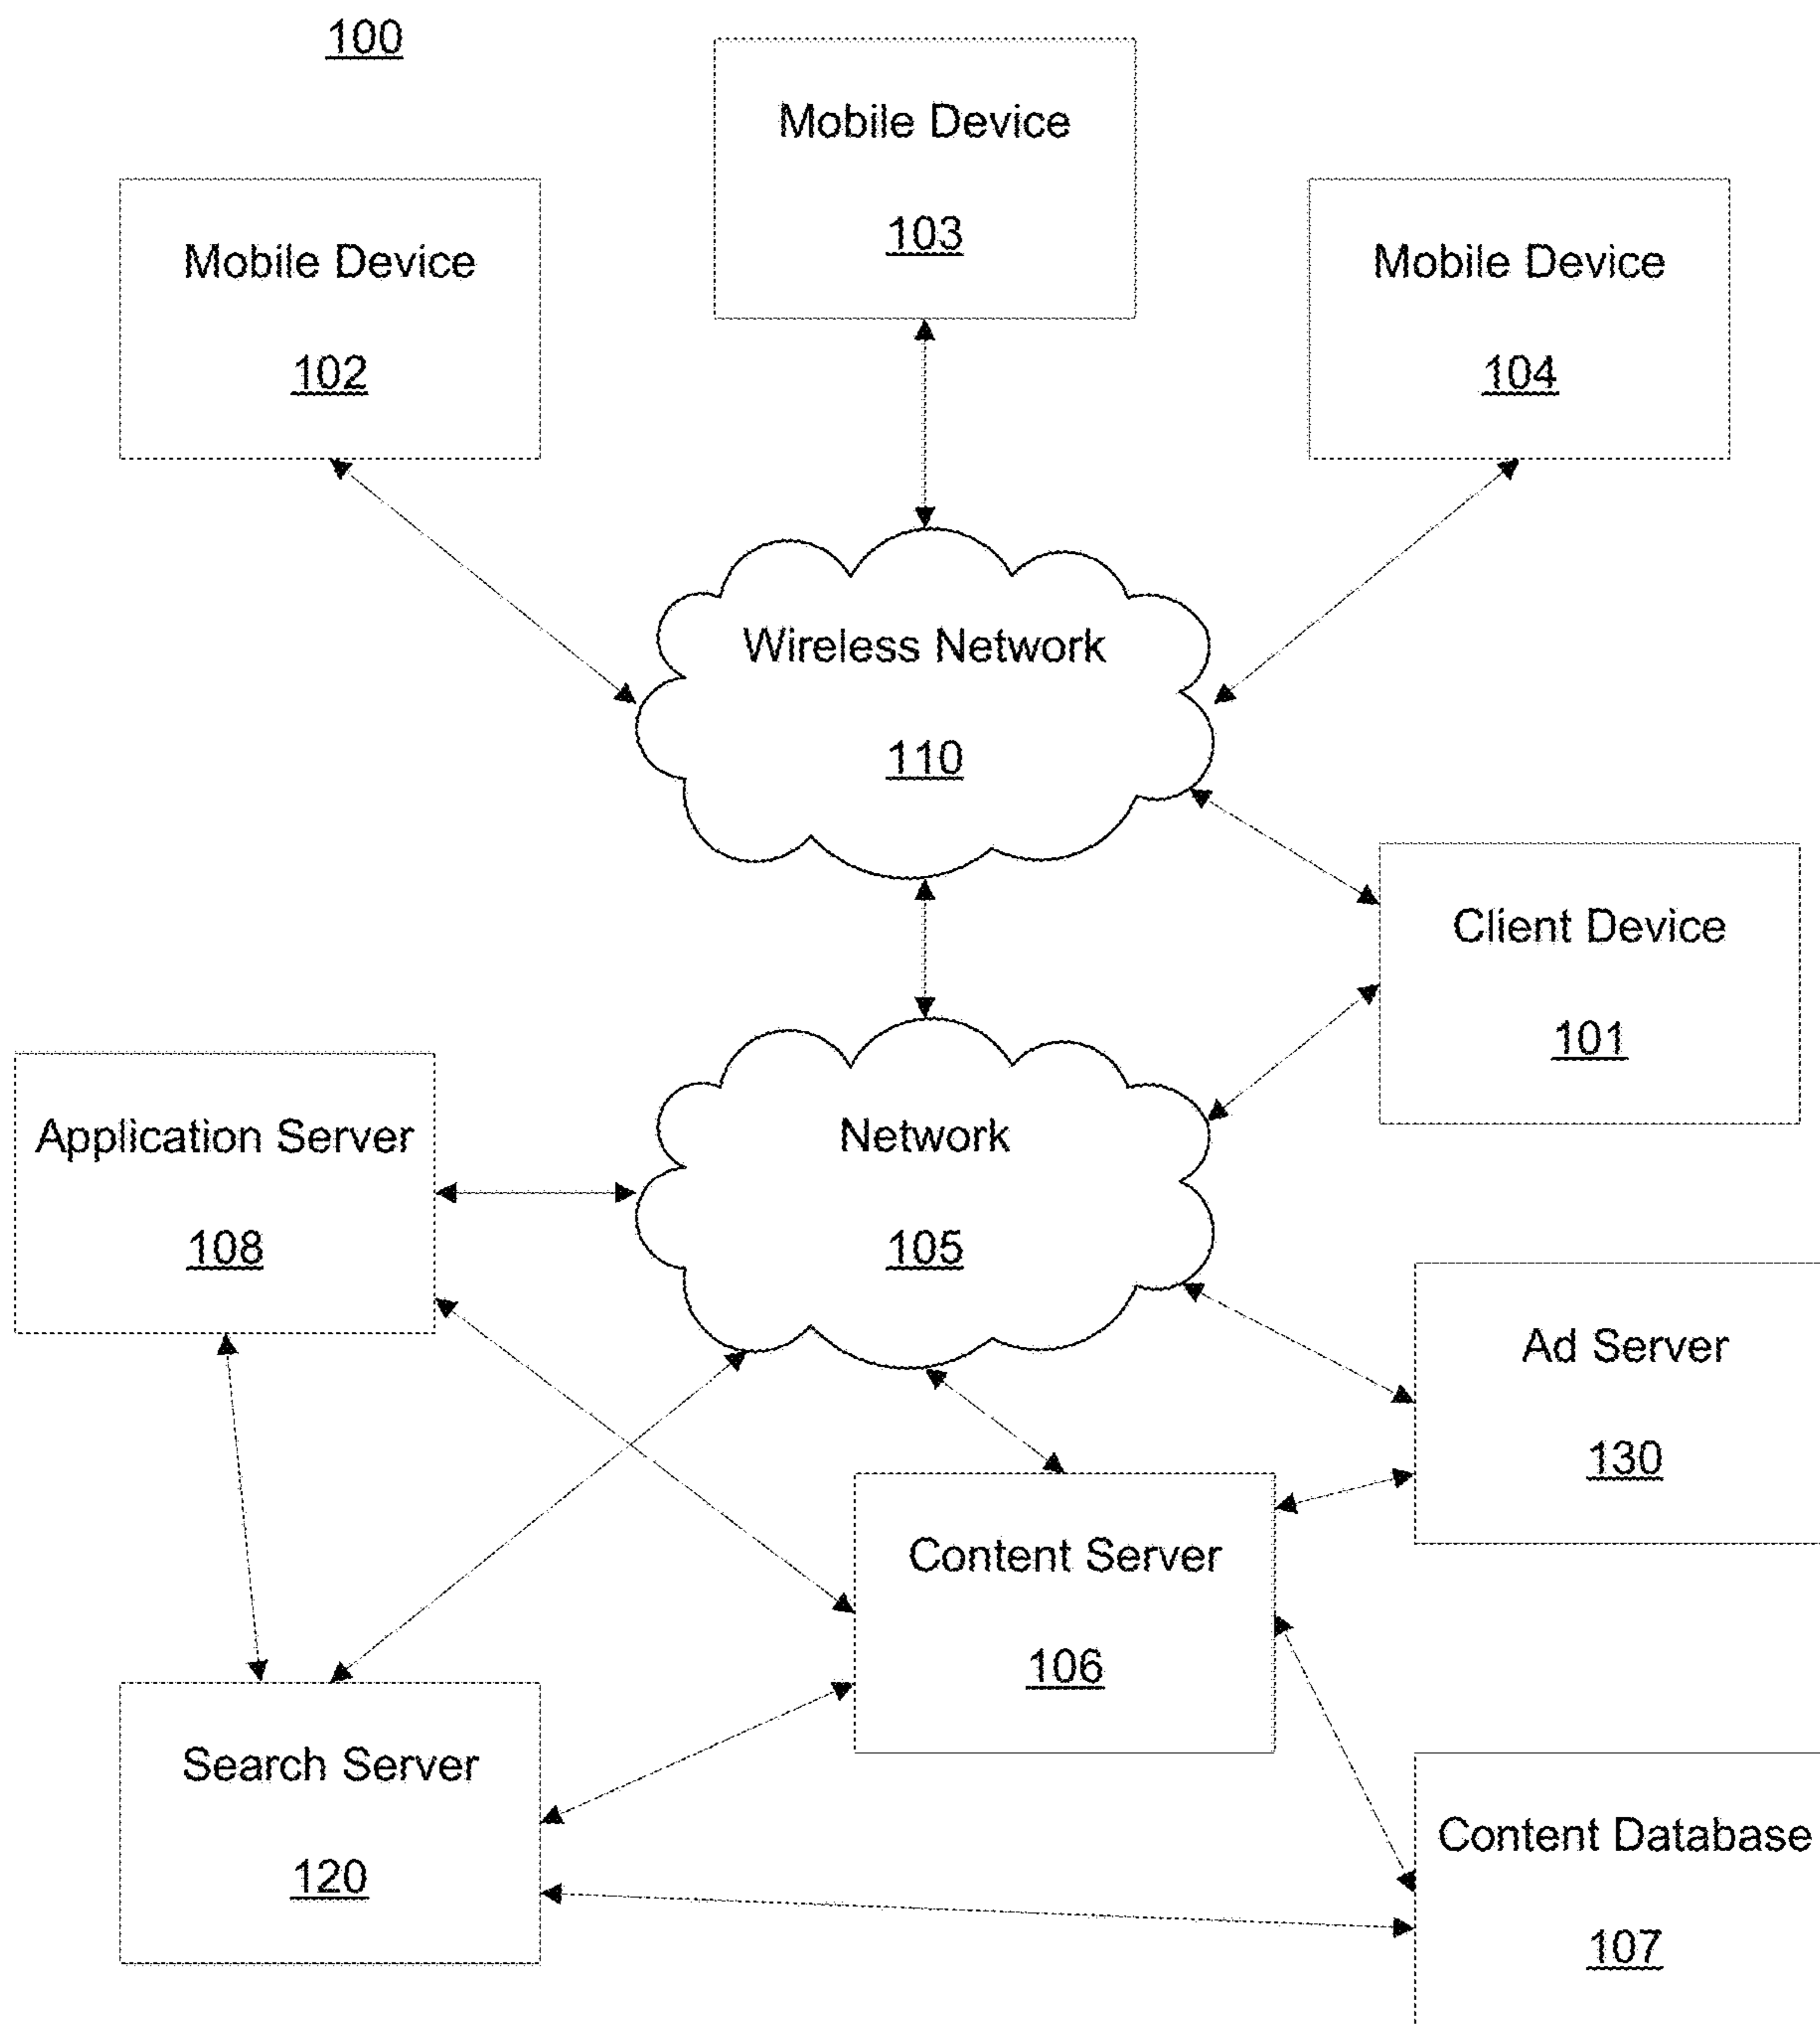 100
Mobile Device
103
Mobile Device
102
Mobile Device
104
Wireless Network
110
Client Device
101
Application Server
108
Network
105
Ad Server
130
Content Server
106
Search Server
120
Content Database
107